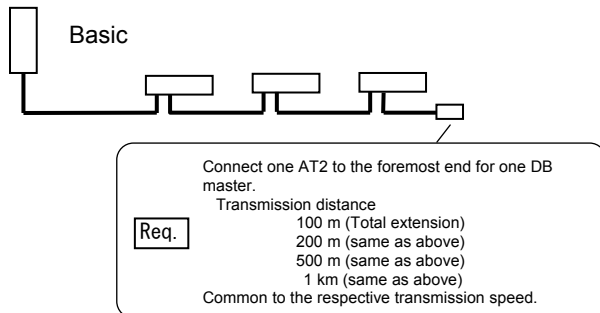 Basic
Connect one AT2 to the foremost end for one DB
master.
Transmission distance
Req.
100 m (Total extension)
200 m (same as above)
500 m (same as above)
1 km (same as above)
Common to the respective transmission speed.